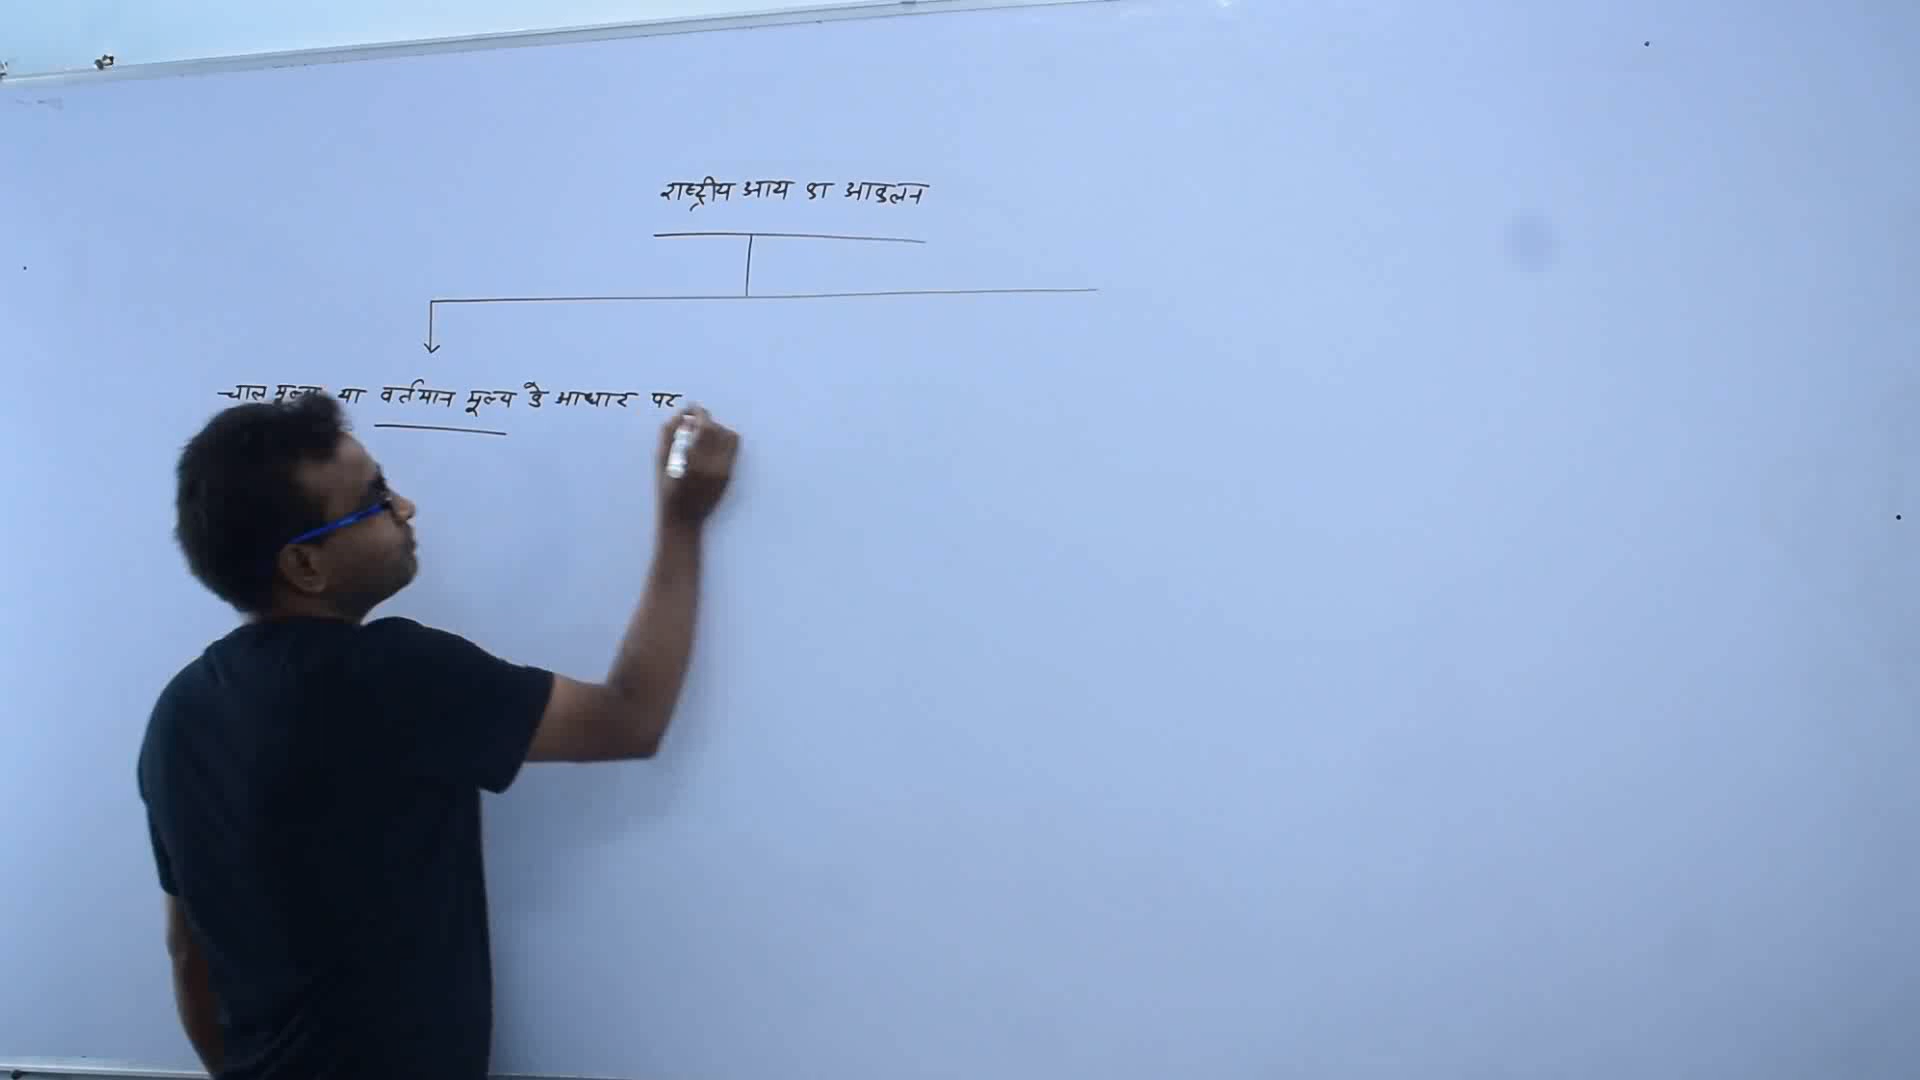 राष्ट्रीय आय का आकलन
चालू मूल्य या वर्तमान मूल्य के आधार पर